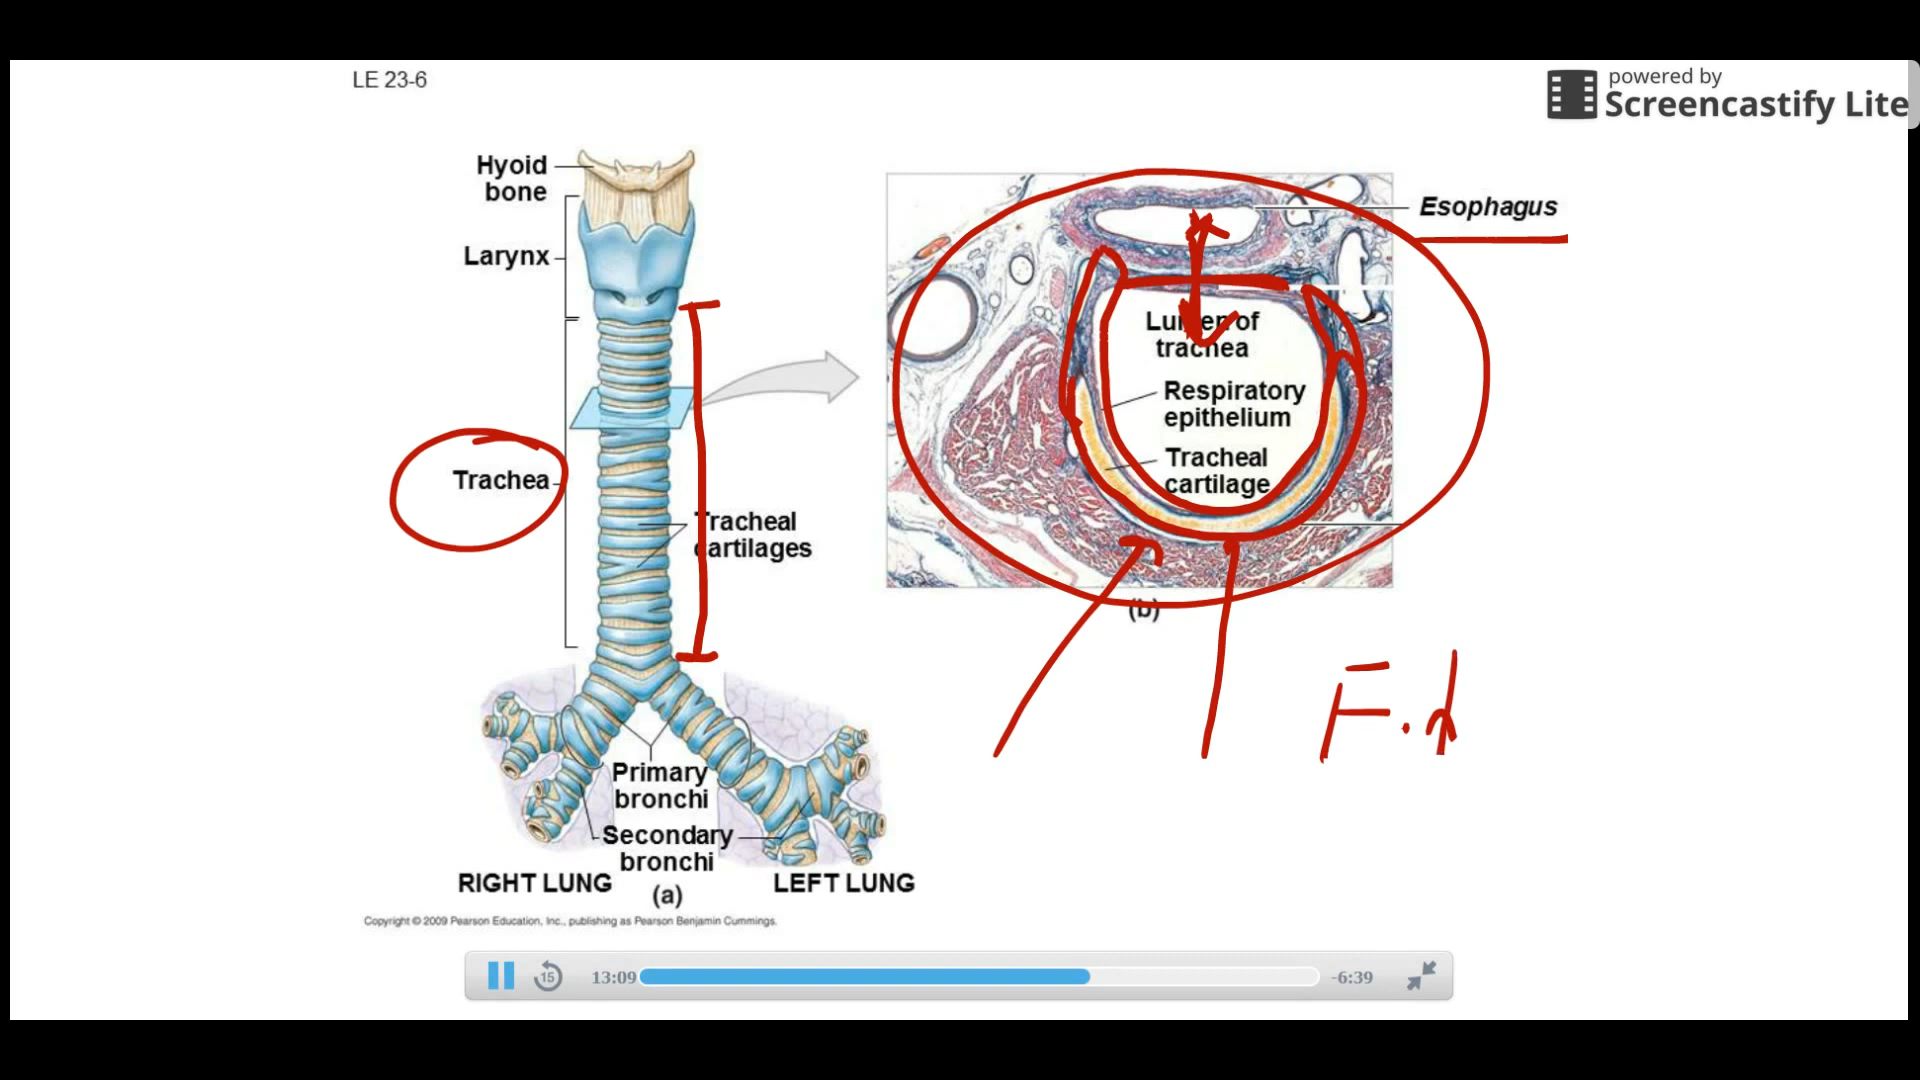 LE 23-6
powered by
Screencastify Lite
Hyoid
bone
Larynx
Trachea
Tracheal
cartilages
Primary
bronchi
Secondary
bronchi
RIGHT LUNG
LEFT LUNG
(a)
Esophagus
Lumen of
trachea
Respiratory
epithelium
Tracheal
cartilage
(b)
Copyright © 2009 Pearson Education, Inc., publishing as Pearson Benjamin Cummings.
15
13:09
-6:39